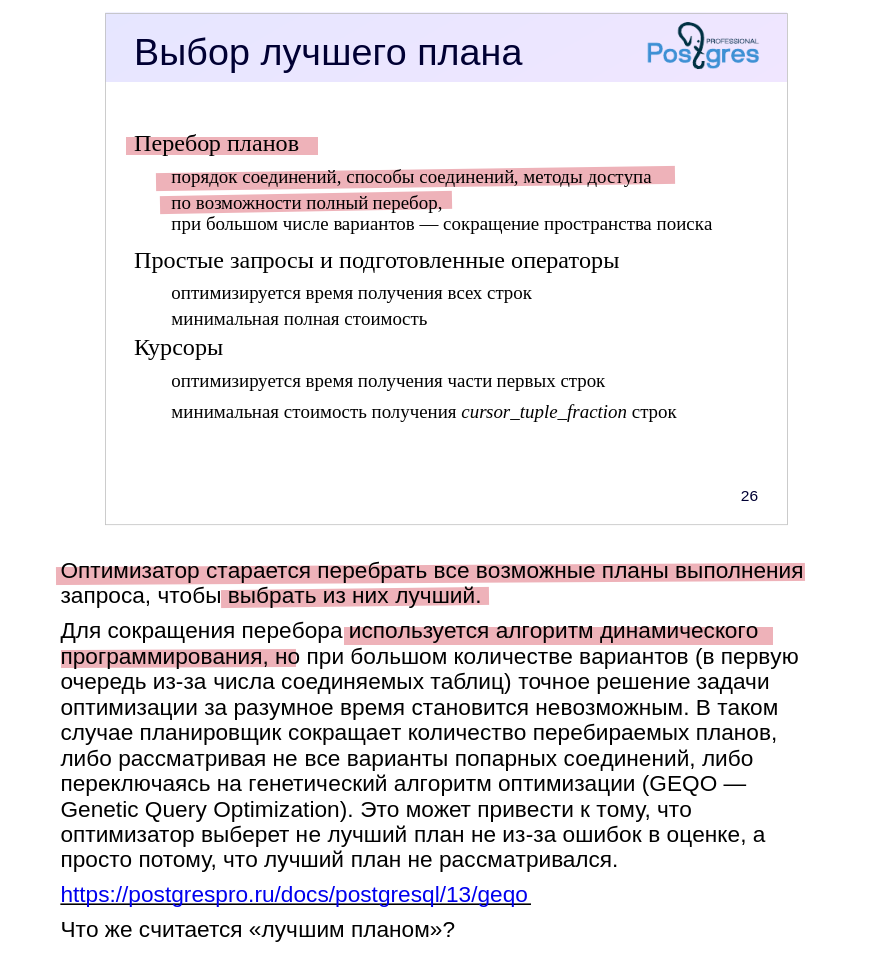 Выбор лучшего плана
PROFESSIONAL
Postgres
Перебор планов
порядок соединений, способы соединений, методы доступа
по возможности полный перебор,
при большом числе вариантов — сокращение пространства поиска
Простые запросы и подготовленные операторы
оптимизируется время получения всех строк
минимальная полная стоимость
Курсоры
оптимизируется время получения части первых строк
минимальная стоимость получения cursor_tuple_fraction строк
26
Оптимизатор старается перебрать все возможные планы выполнения
запроса, чтобы выбрать из них лучший.
Для сокращения перебора используется алгоритм динамического
программирования, но при большом количестве вариантов (в первую
очередь из-за числа соединяемых таблиц) точное решение задачи
оптимизации за разумное время становится невозможным. В таком
случае планировщик сокращает количество перебираемых планов,
либо рассматривая не все варианты попарных соединений, либо
переключаясь на генетический алгоритм оптимизации (GEQO —
Genetic Query Optimization). Это может привести к тому, что
оптимизатор выберет не лучший план не из-за ошибок в оценке, а
просто потому, что лучший план не рассматривался.
https://postgrespro.ru/docs/postgresql/13/geqo
Что же считается «лучшим планом»?